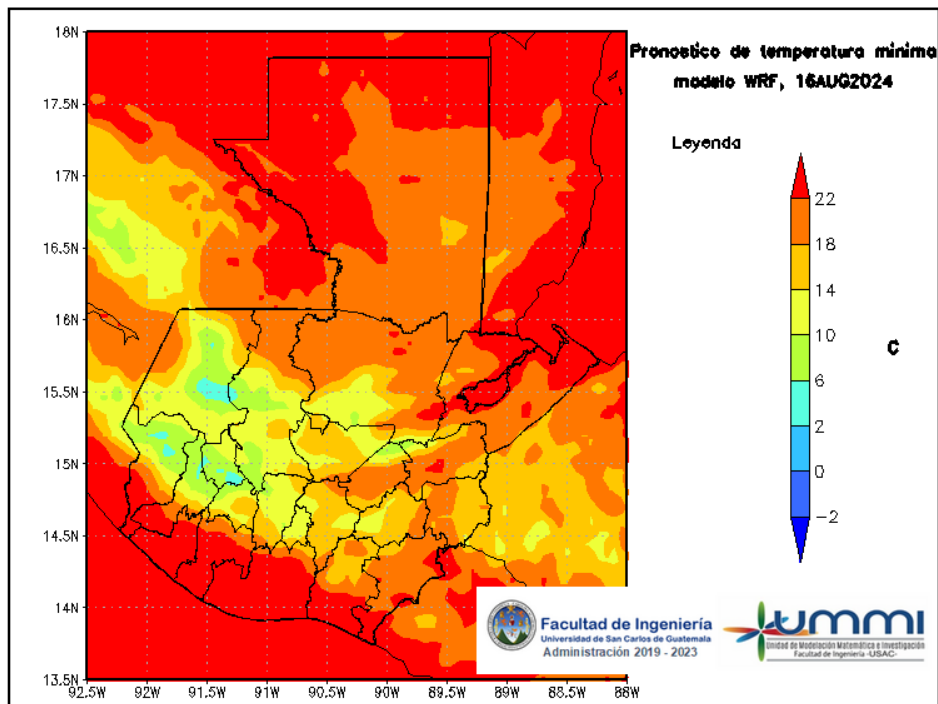 Pronostico de temperatura minima
modelo WRF, 16AUG2024
Leyenda
22
18
14
10
6
2
0
−2
C
18N
17.5N
17N
16.5N
16N
15.5N
15N
14.5N
14N
13.5N
92.5W
92W
91.5W
91W
90.5W
90W
89.5W
89W
88.5W
88W
Facultad de Ingeniería
Universidad de San Carlos de Guatemala
Administración 2019 - 2023
ummi
Unidad de Modelación Matemática e Investigación
Facultad de Ingeniería -USAC-